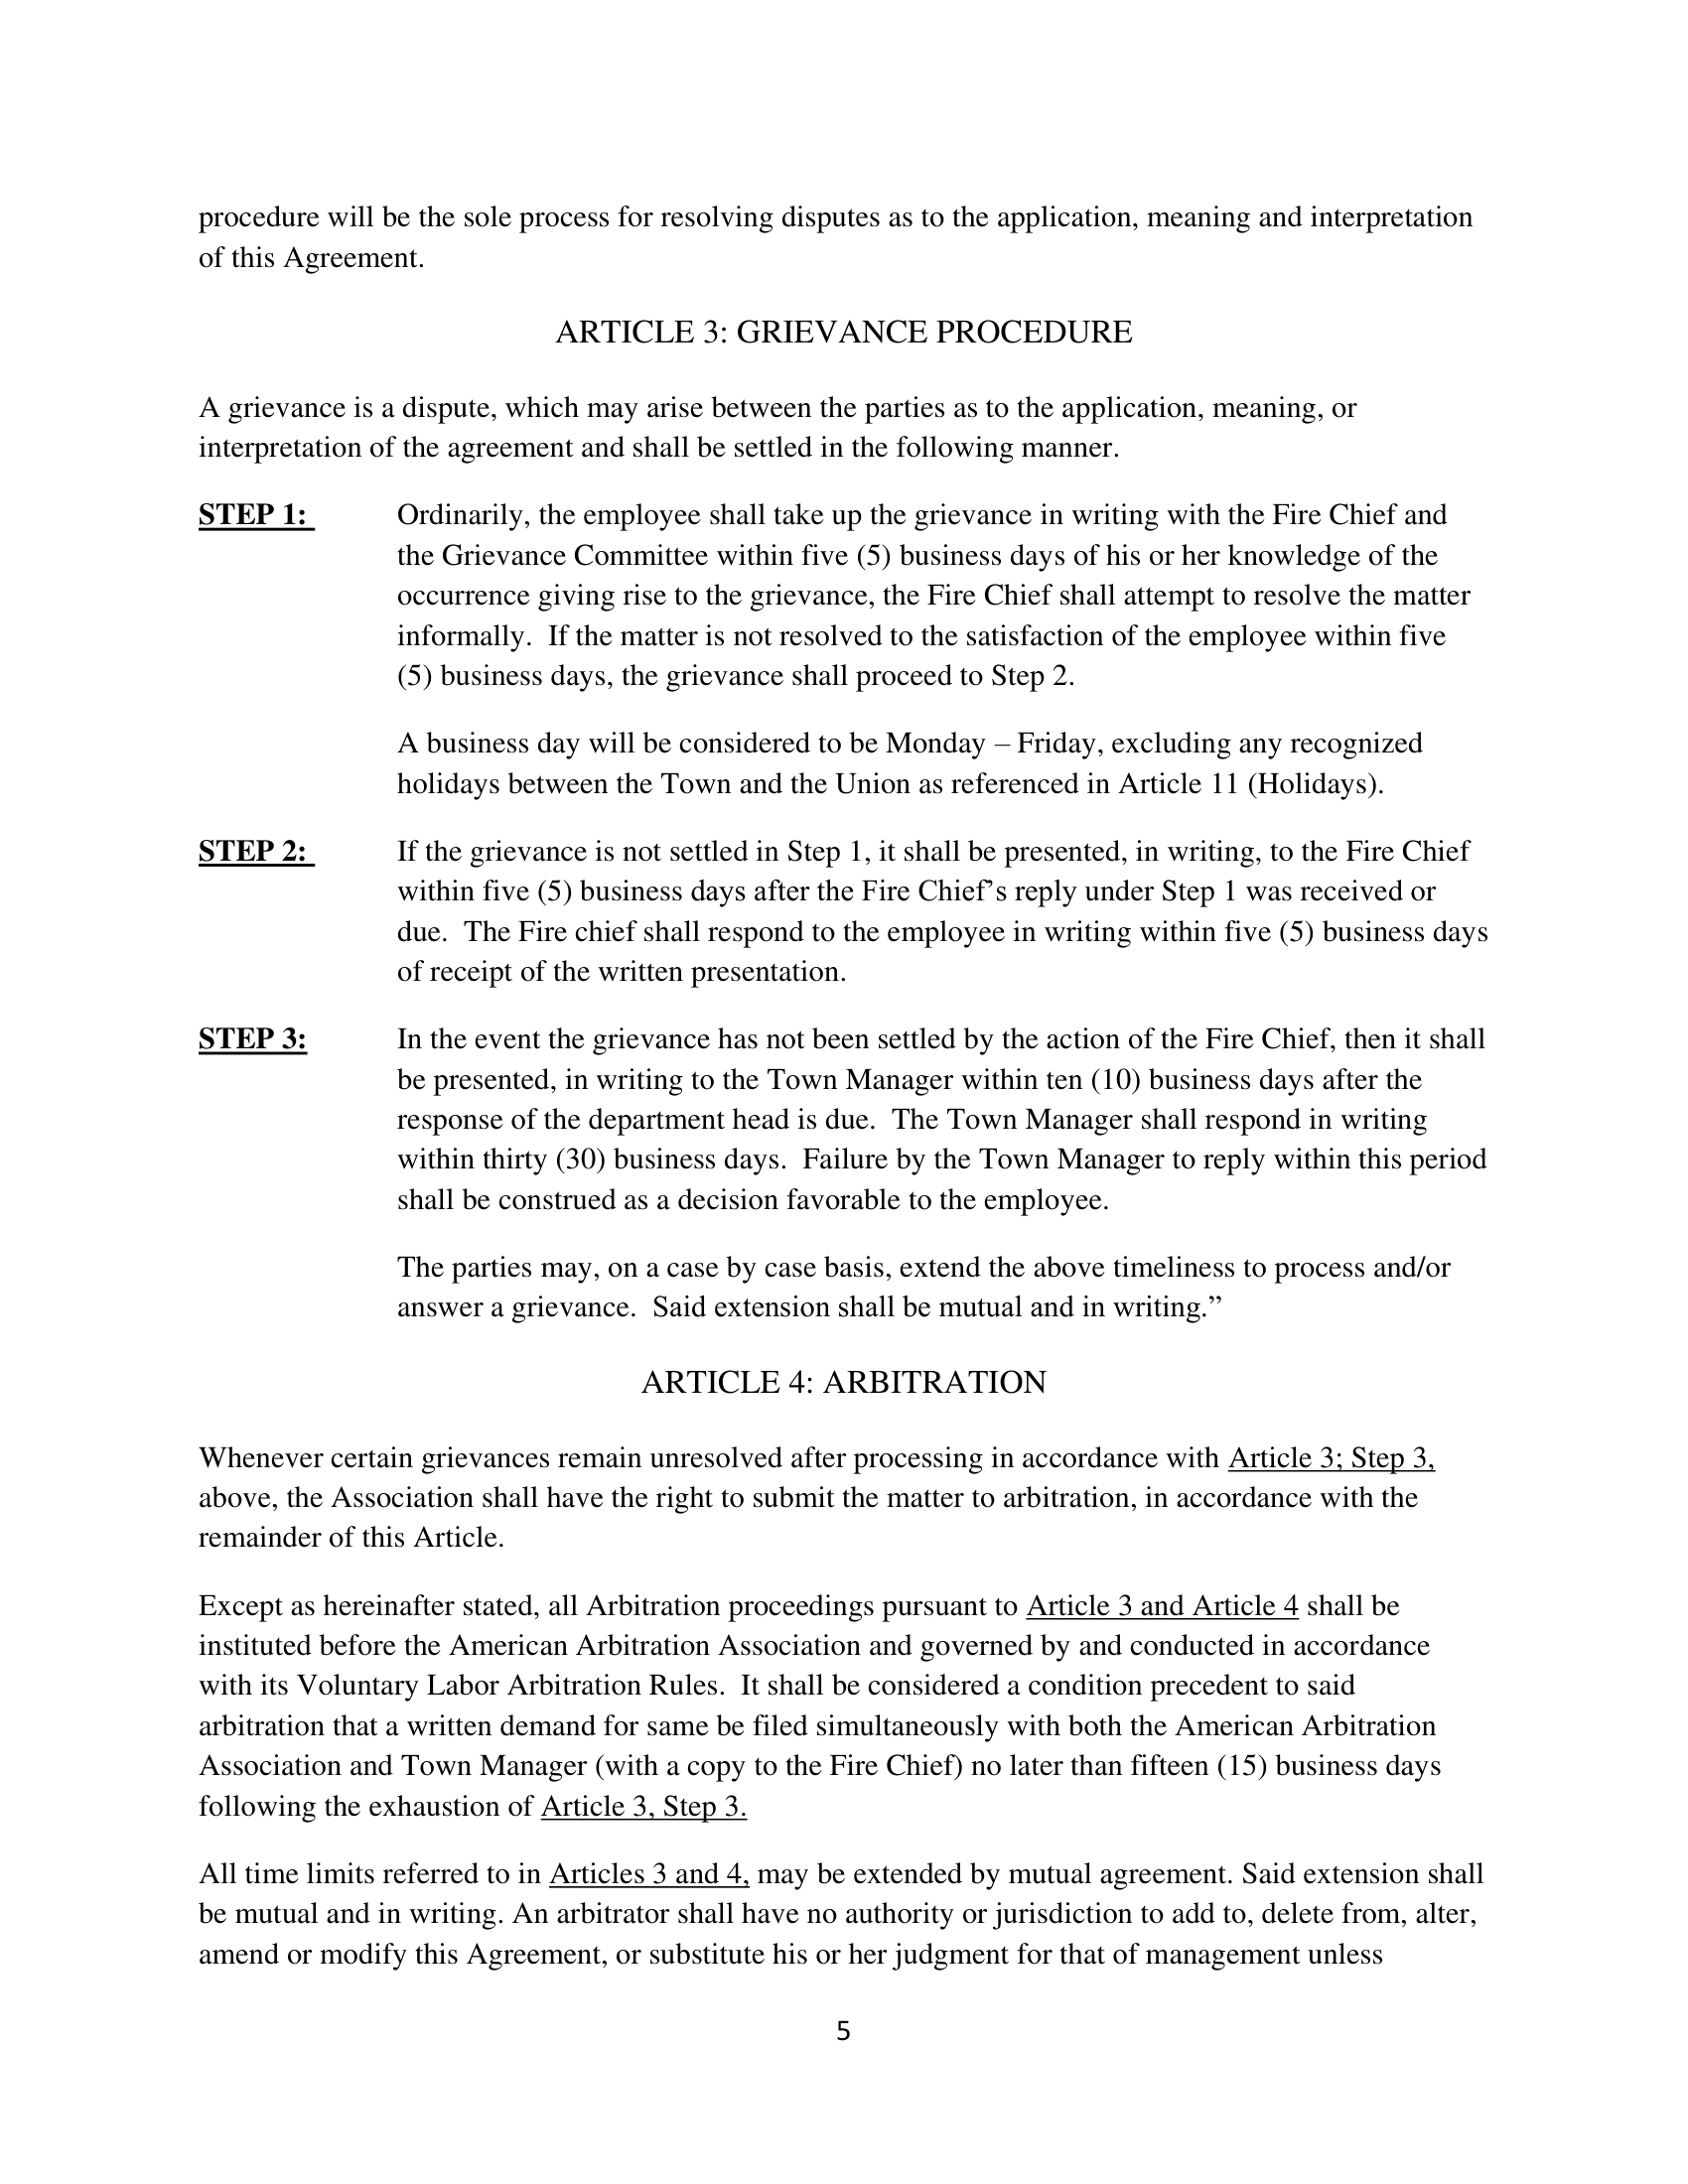 procedure will be the sole process for resolving disputes as to the application, meaning and interpretation
of this Agreement.
ARTICLE 3: GRIEVANCE PROCEDURE
A grievance is a dispute, which may arise between the parties as to the application, meaning, or
interpretation of the agreement and shall be settled in the following manner.
STEP 1: Ordinarily, the employee shall take up the grievance in writing with the Fire Chief and
the Grievance Committee within five (5) business days of his or her knowledge of the
occurrence giving rise to the grievance, the Fire Chief shall attempt to resolve the matter
informally.  If the matter is not resolved to the satisfaction of the employee within five
(5) business days, the grievance shall proceed to Step 2.
A business day will be considered to be Monday – Friday, excluding any recognized
holidays between the Town and the Union as referenced in Article 11 (Holidays).
STEP 2: If the grievance is not settled in Step 1, it shall be presented, in writing, to the Fire Chief
within five (5) business days after the Fire Chief’s reply under Step 1 was received or
due.  The Fire chief shall respond to the employee in writing within five (5) business days
of receipt of the written presentation.
STEP 3: In the event the grievance has not been settled by the action of the Fire Chief, then it shall
be presented, in writing to the Town Manager within ten (10) business days after the
response of the department head is due.  The Town Manager shall respond in writing
within thirty (30) business days.  Failure by the Town Manager to reply within this period
shall be construed as a decision favorable to the employee.
The parties may, on a case by case basis, extend the above timeliness to process and/or
answer a grievance.  Said extension shall be mutual and in writing.”
ARTICLE 4: ARBITRATION
Whenever certain grievances remain unresolved after processing in accordance with Article 3; Step 3,
above, the Association shall have the right to submit the matter to arbitration, in accordance with the
remainder of this Article.
Except as hereinafter stated, all Arbitration proceedings pursuant to Article 3 and Article 4 shall be
instituted before the American Arbitration Association and governed by and conducted in accordance
with its Voluntary Labor Arbitration Rules.  It shall be considered a condition precedent to said
arbitration that a written demand for same be filed simultaneously with both the American Arbitration
Association and Town Manager (with a copy to the Fire Chief) no later than fifteen (15) business days
following the exhaustion of Article 3, Step 3.
All time limits referred to in Articles 3 and 4, may be extended by mutual agreement. Said extension shall
be mutual and in writing. An arbitrator shall have no authority or jurisdiction to add to, delete from, alter,
amend or modify this Agreement, or substitute his or her judgment for that of management unless
5